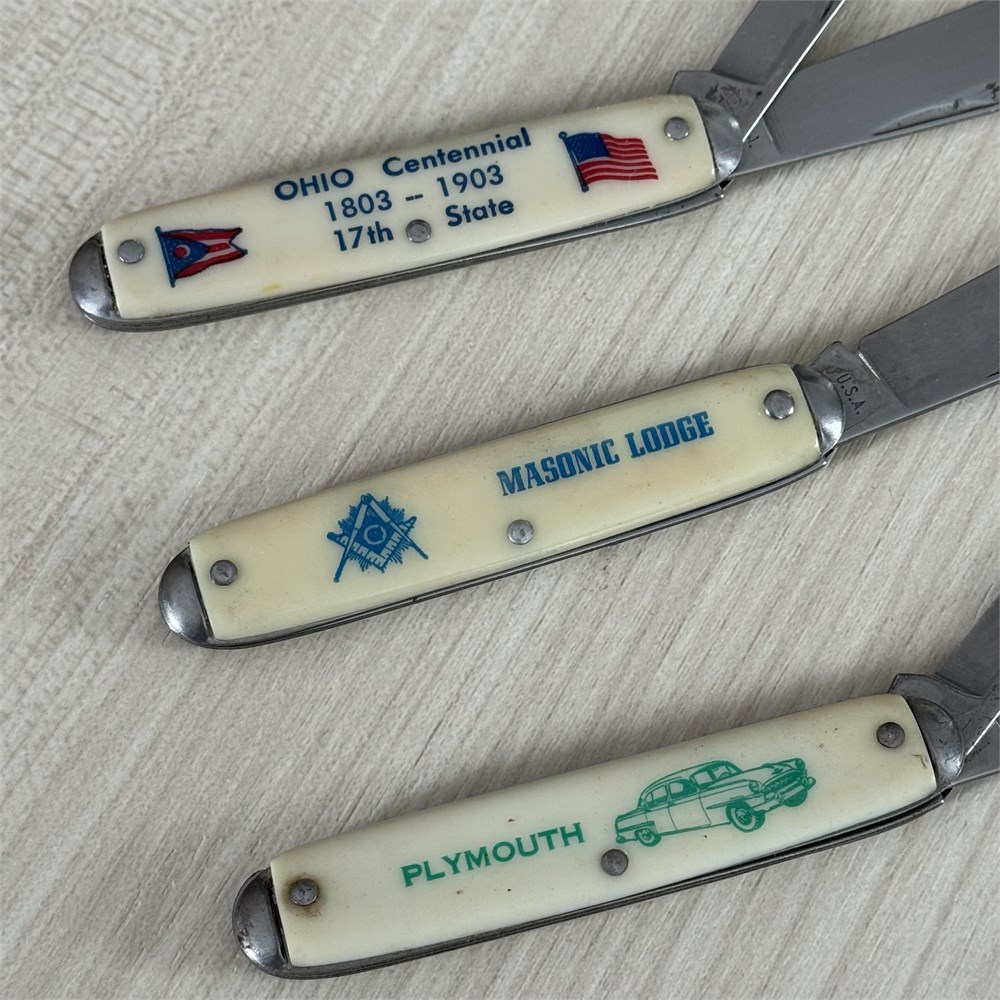 OHIO Centennial
1803 -- 1903
17th State
U.S.A.
MASONIC LODGE
PLYMOUTH